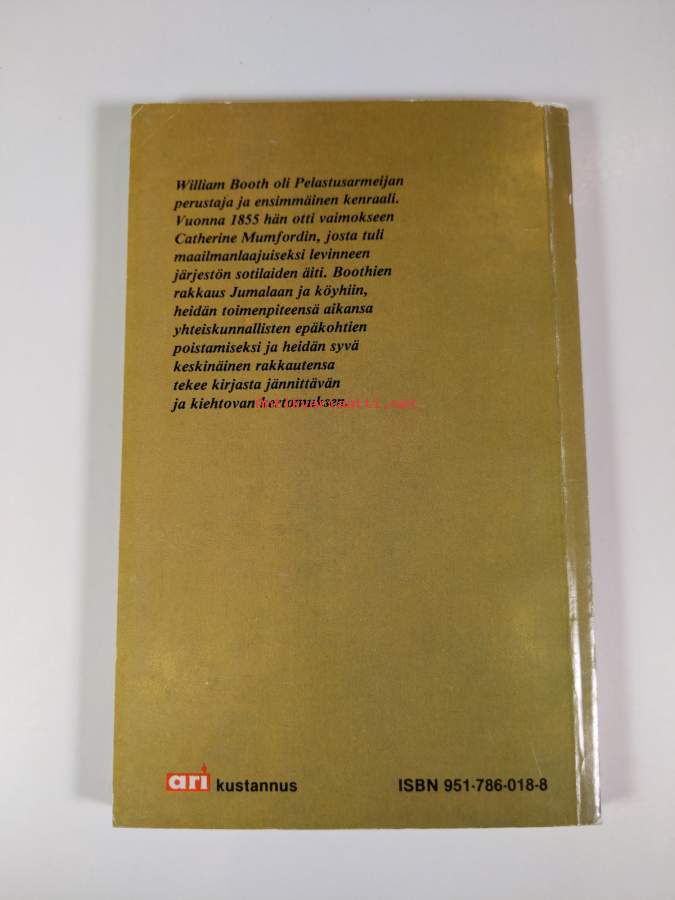 William Booth oli Pelastusarmeijan
perustaja ja ensimmäinen kenraali.
Vuonna 1855 hän otti vaimokseen
Catherine Mumfordin, josta tuli
maailmanlaajuiseksi levinneen
järjestön sotilaiden äiti. Boothien
rakkaus Jumalaan ja köyhiin,
heidän toimenpiteensä aikansa
yhteiskunnallisten epäkohtien
poistamiseksi ja heidän syvä
keskinäinen rakkautensa
tekee kirjasta jännittävän
ja kiehtovan kertomuksen.
ari kustannus
ISBN 951-786-018-8